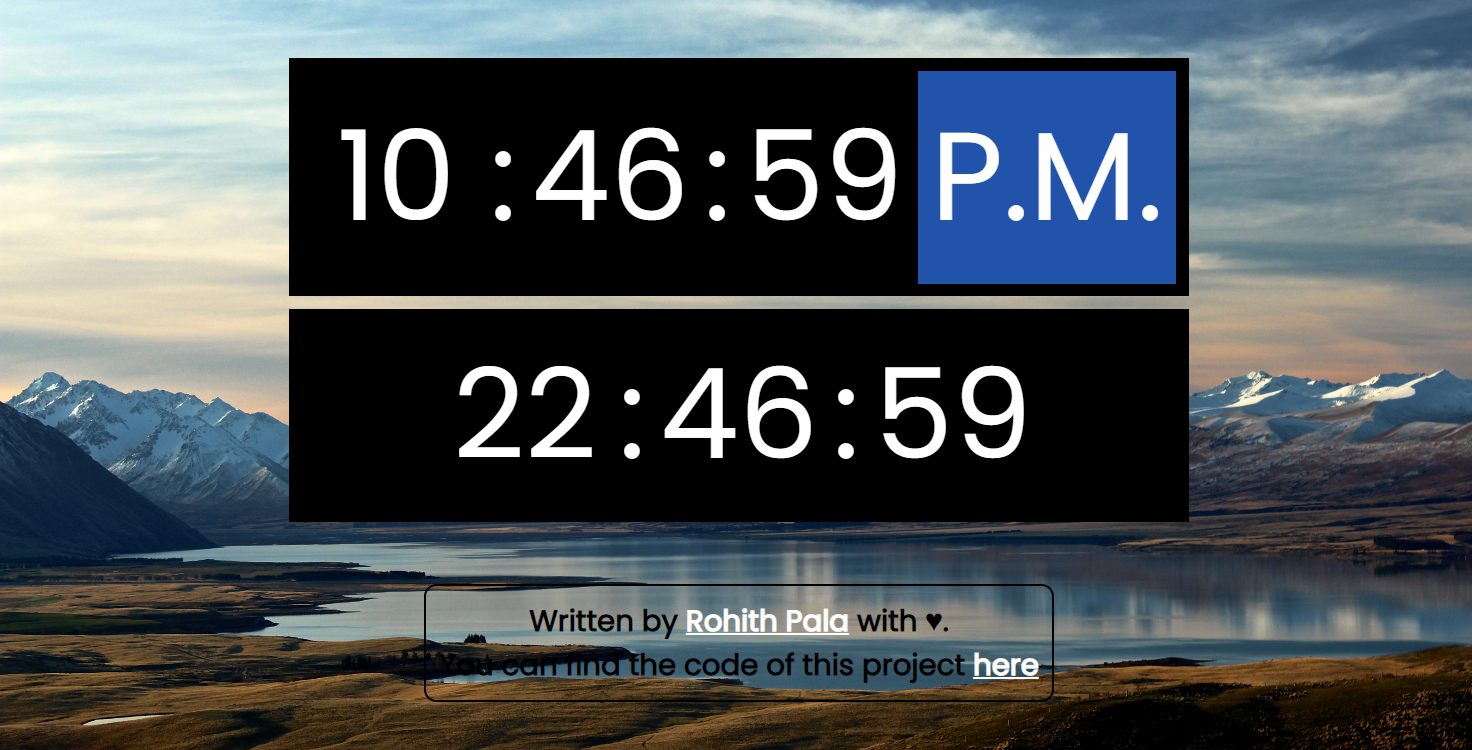 10 :46:59 P.M.
22:46:59
Written by Rohith Pala with ♥.
You can find the code of this project here